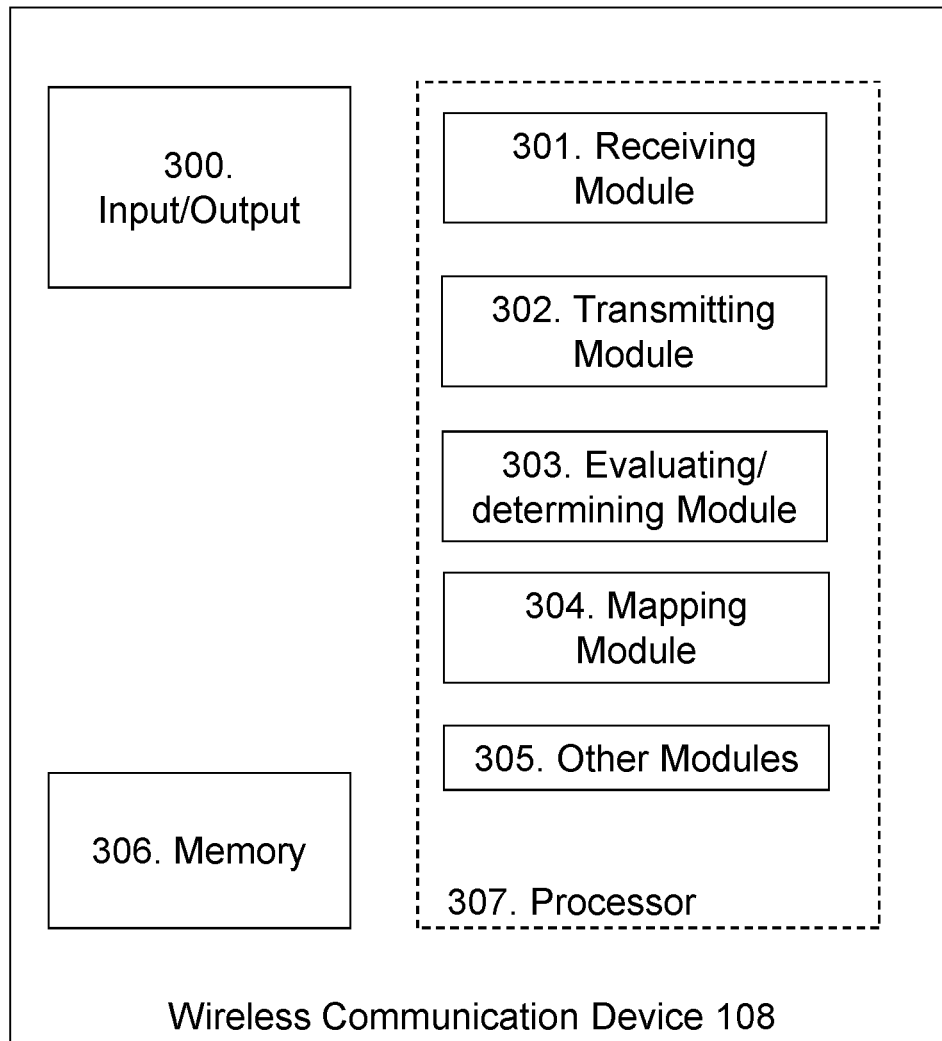 300.
Input/Output
301. Receiving
Module
302. Transmitting
Module
303. Evaluating/
determining Module
304. Mapping
Module
305. Other Modules
306. Memory
307. Processor
Wireless Communication Device 108